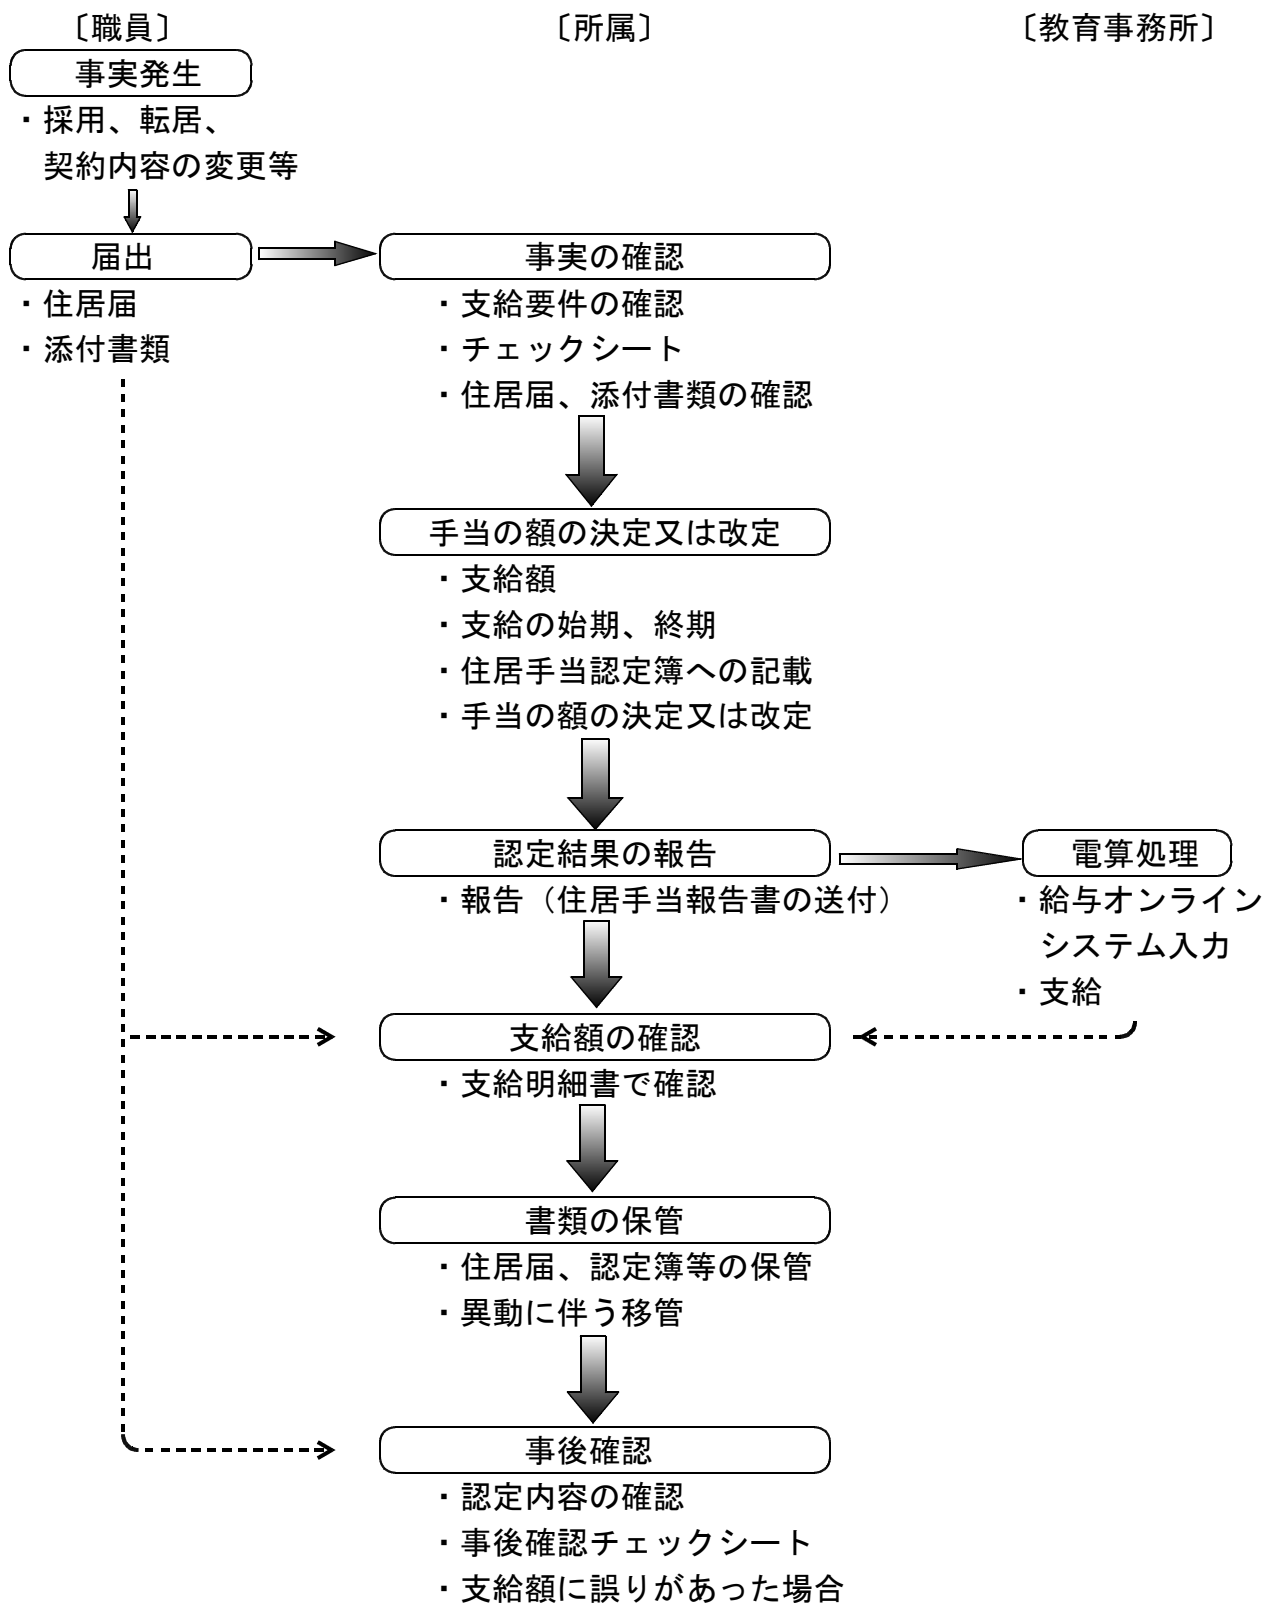 〔職員〕
〔所属〕
〔教育事務所〕
事実発生
・採用、転居、
契約内容の変更等
届出
・住居届
・添付書類
事実の確認
・支給要件の確認
・チェックシート
・住居届、添付書類の確認
手当の額の決定又は改定
・支給額
・支給の始期、終期
・住居手当認定簿への記載
・手当の額の決定又は改定
認定結果の報告
・報告（住居手当報告書の送付）
電算処理
・給与オンライン
システム入力
・支給
支給額の確認
・支給明細書で確認
書類の保管
・住居届、認定簿等の保管
・異動に伴う移管
事後確認
・認定内容の確認
・事後確認チェックシート
・支給額に誤りがあった場合